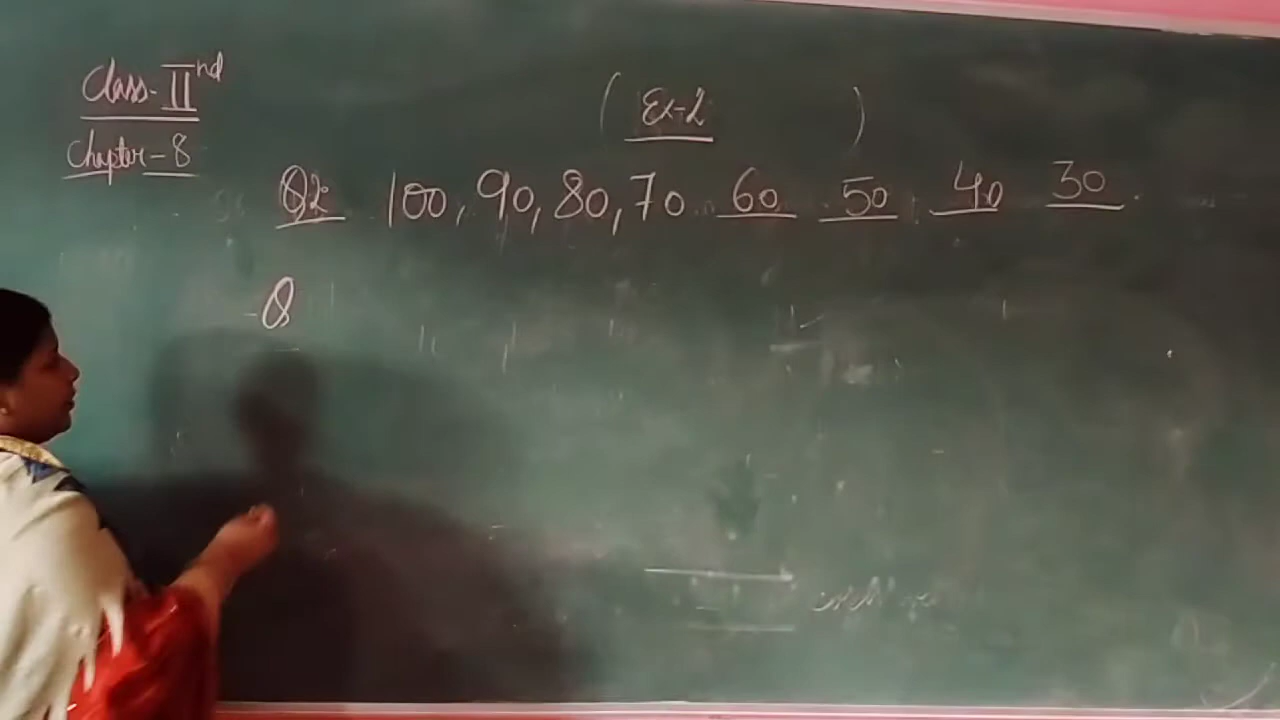 Class-IInd
(Ex-2)
Chapter-8
Q2 100, 90, 80, 70 60 50, 40 30.
Q